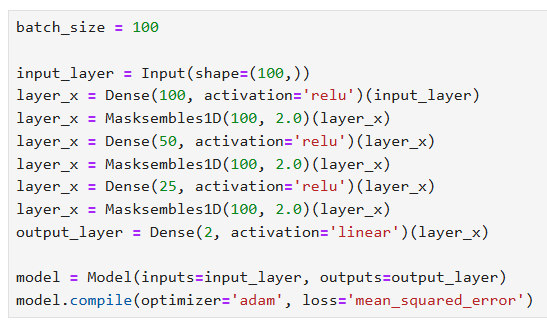 batch_size = 100
input_layer = Input(shape=(100,))
layer_x = Dense(100, activation='relu')(input_layer)
layer_x = Masksembles1D(100, 2.0)(layer_x)
layer_x = Dense(50, activation='relu')(layer_x)
layer_x = Masksembles1D(100, 2.0)(layer_x)
layer_x = Dense(25, activation='relu')(layer_x)
layer_x = Masksembles1D(100, 2.0)(layer_x)
output_layer = Dense(2, activation='linear')(layer_x)
model = Model(inputs=input_layer, outputs=output_layer)
model.compile(optimizer='adam', loss='mean_squared_error')